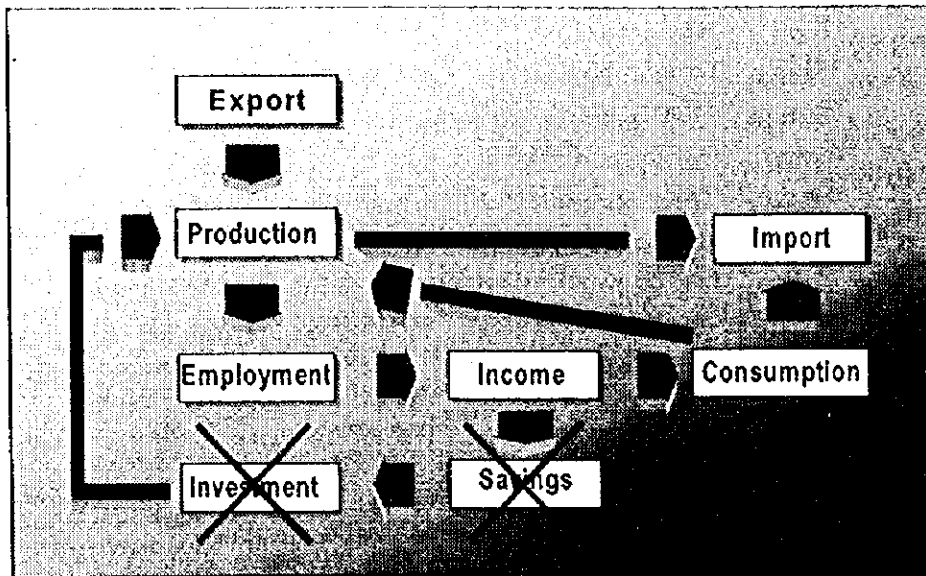 Export
Production
Import
Employment
Income
Consumption
Investment
Savings